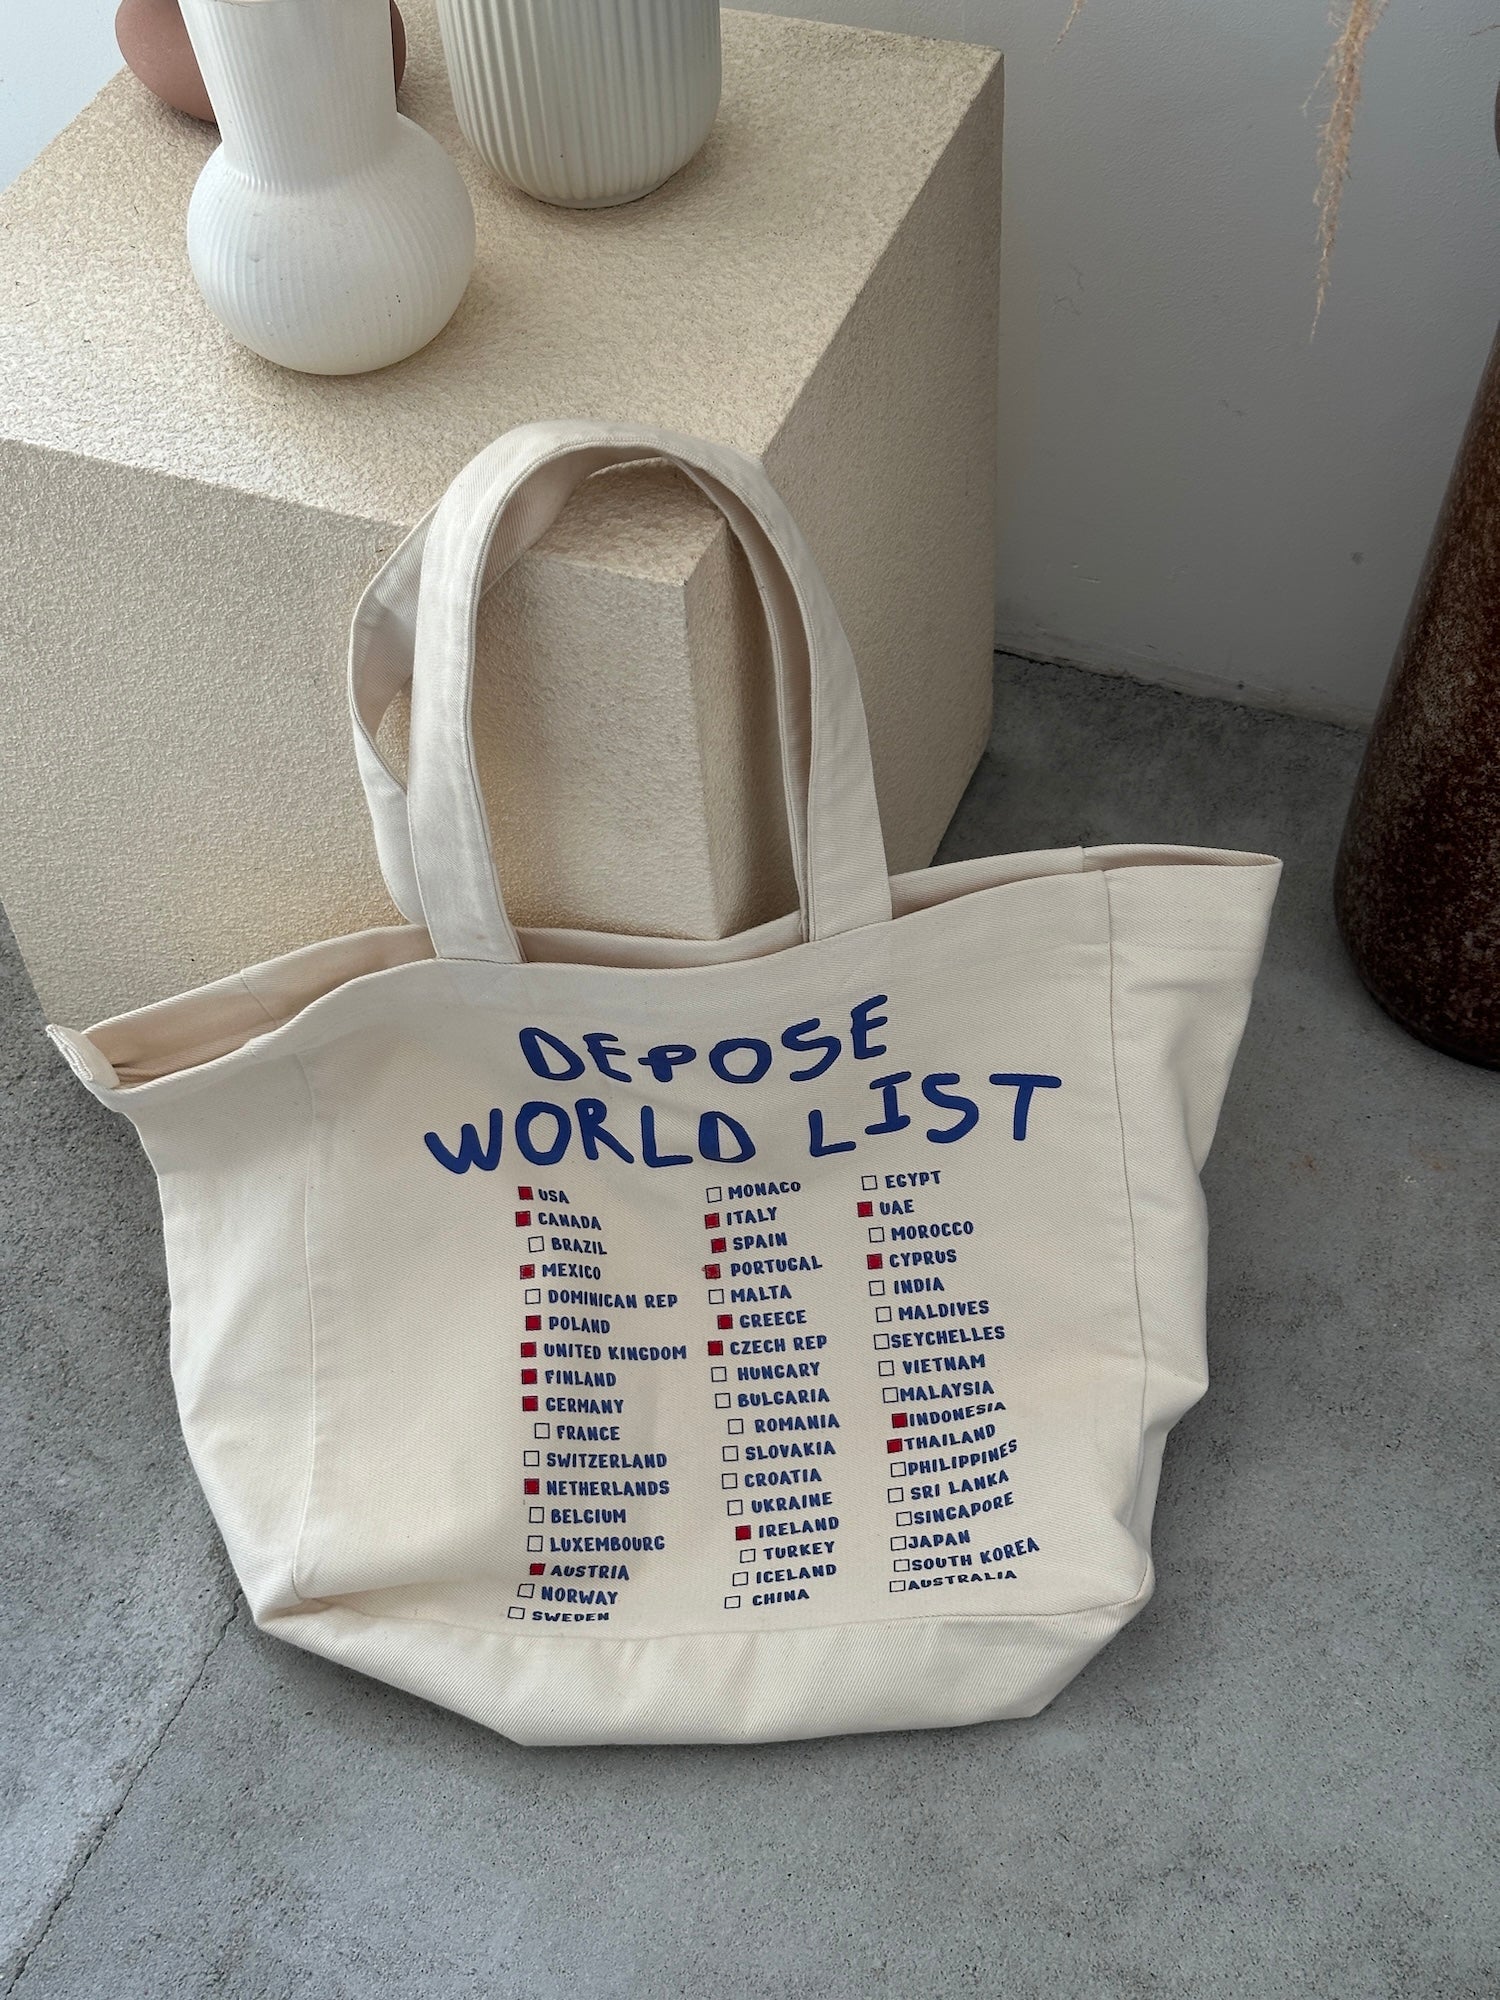 DEPOSE
WORLD LIST
USA
CANADA
BRAZIL
MEXICO
DOMINICAN REP
POLAND
UNITED KINGDOM
FINLAND
GERMANY
FRANCE
SWITZERLAND
NETHERLANDS
BELGIUM
LUXEMBOURG
AUSTRIA
NORWAY
SWEDEN
MONACO
ITALY
SPAIN
PORTUGAL
MALTA
GREECE
CZECH REP
HUNGARY
BULGARIA
ROMANIA
SLOVAKIA
CROATIA
UKRAINE
IRELAND
TURKEY
ICELAND
CHINA
EGYPT
UAE
MOROCCO
CYPRUS
INDIA
MALDIVES
SEYCHELLES
VIETNAM
MALAYSIA
INDONESIA
THAILAND
PHILIPPINES
SRI LANKA
SINGAPORE
JAPAN
SOUTH KOREA
AUSTRALIA